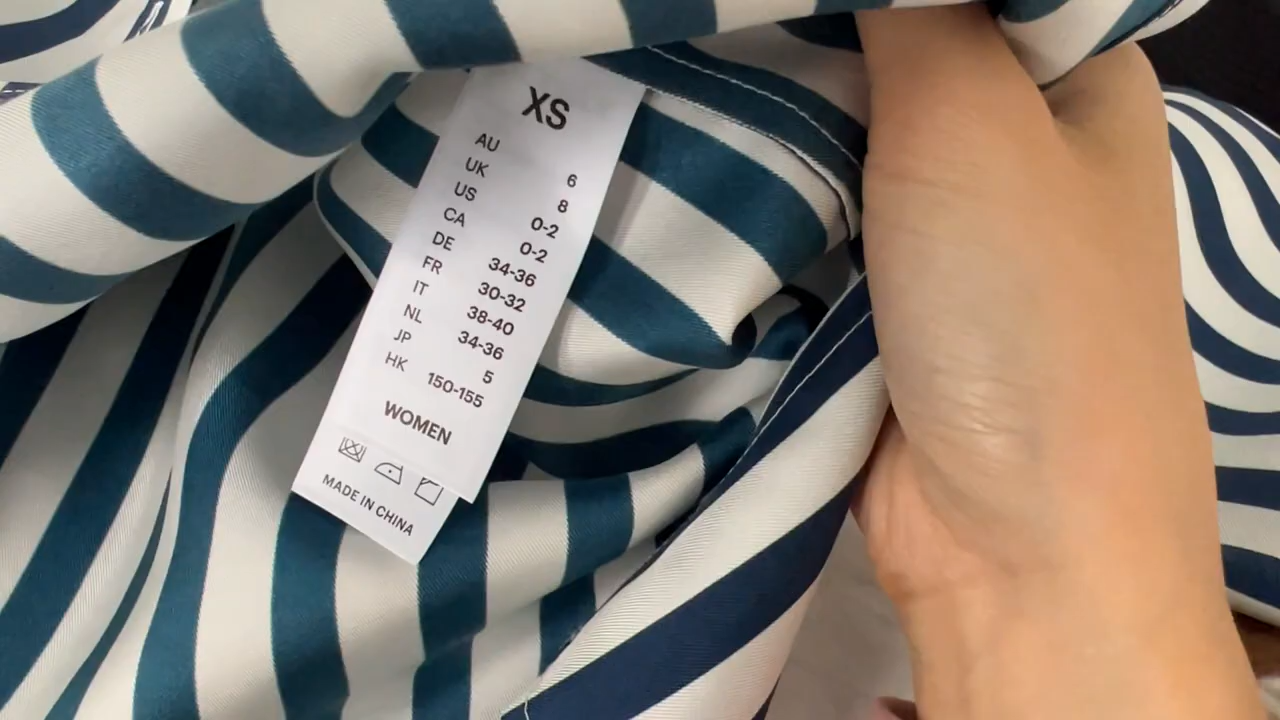 XS
AU 6
UK 8
US 0-2
CA 0-2
DE 34-36
FR 30-32
IT 38-40
NL 34-36
JP 5
HK 150-155
WOMEN
MADE IN CHINA